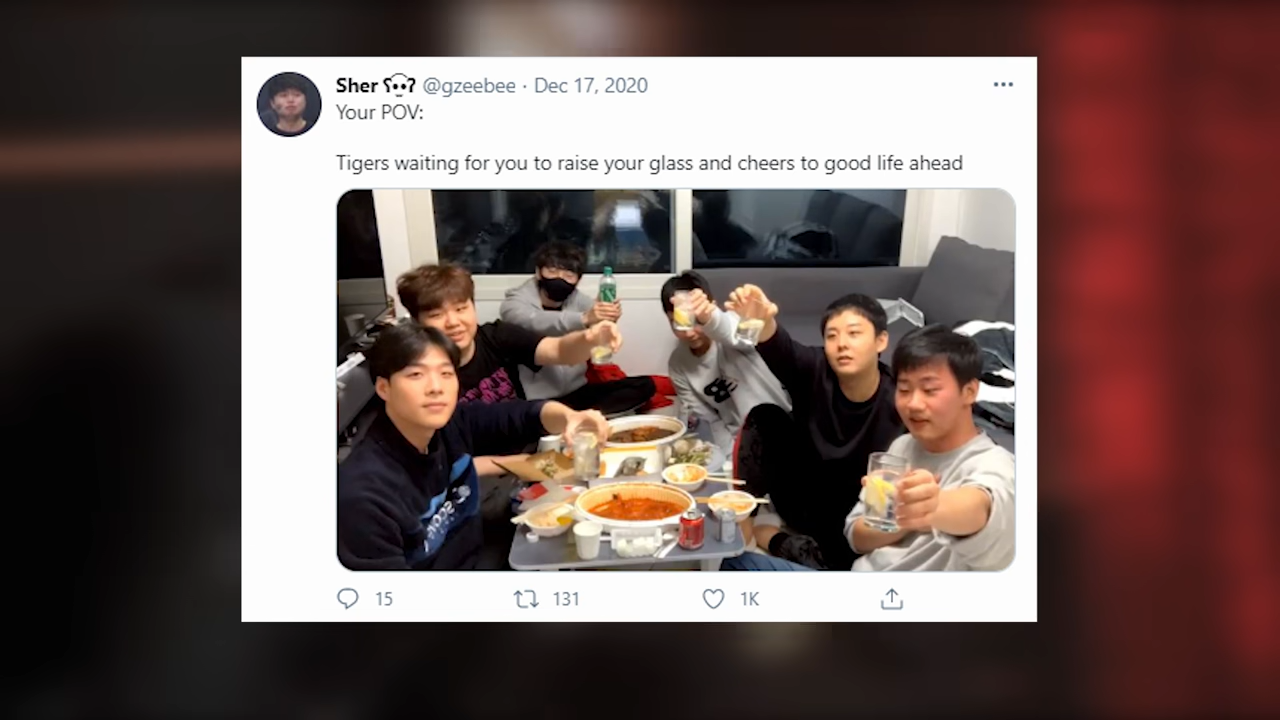 Sher ʕ•ᴥ•ʔ @gzeebee · Dec 17, 2020
Your POV:
Tigers waiting for you to raise your glass and cheers to good life ahead
15 131 1K